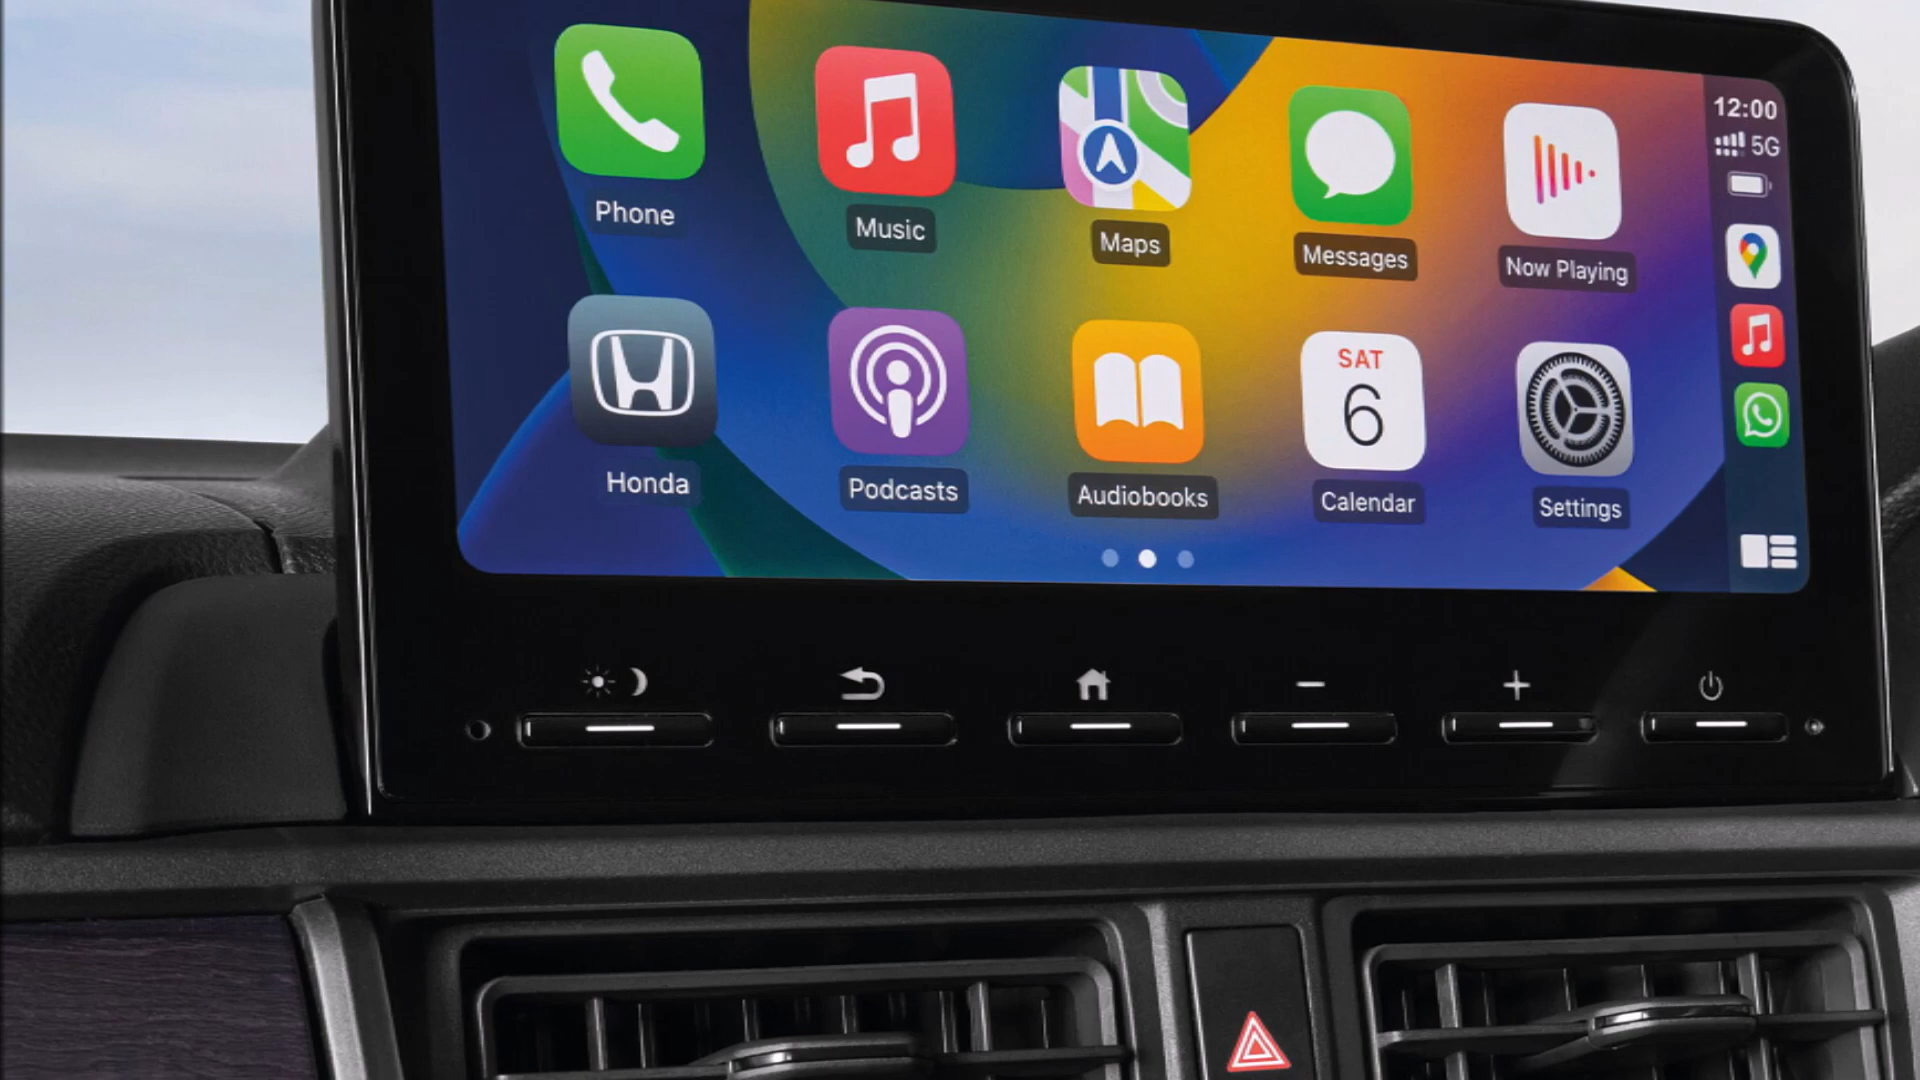 12:00
5G
Phone
Music
Maps
Messages
Now Playing
SAT
6
Honda
Podcasts
Audiobooks
Calendar
Settings